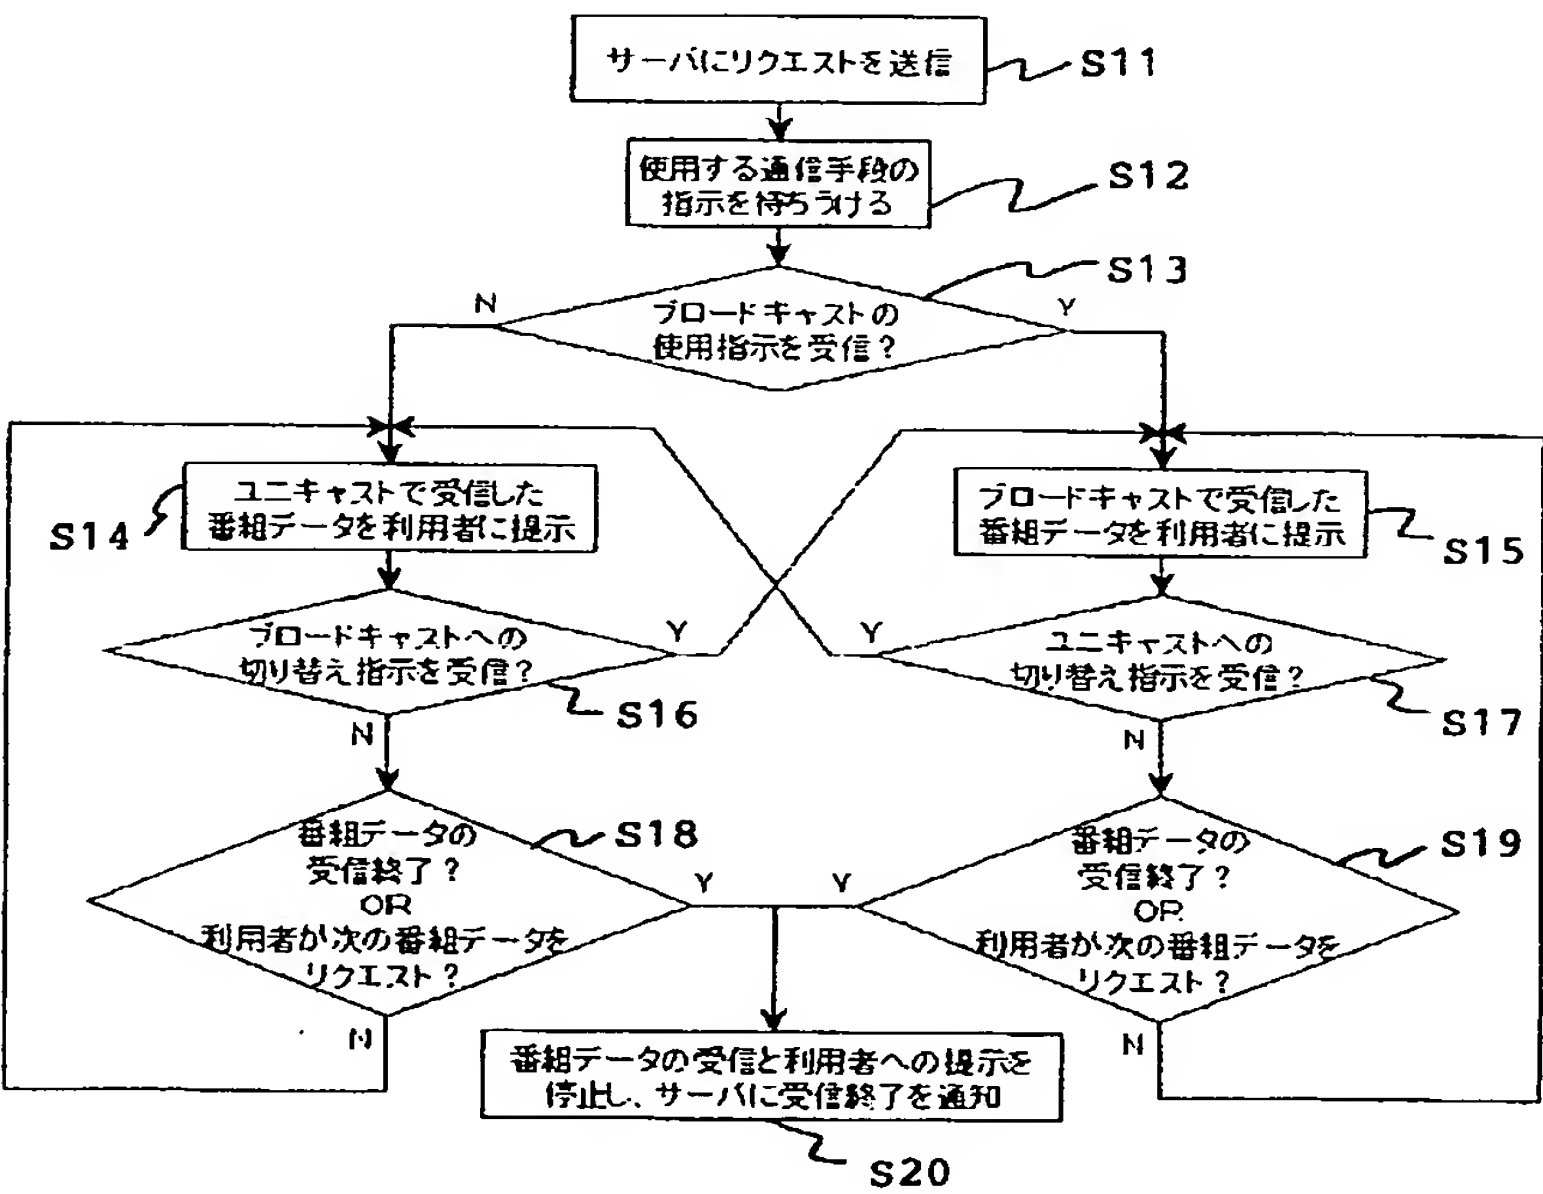 サーバにリクエストを送信
S11
使用する通信手段の
指示を待ちうける
S12
S13
N
Y
ブロードキャストの
使用指示を受信？
ユニキャストで受信した
番組データを利用者に提示
S14
ブロードキャストで受信した
番組データを利用者に提示
S15
ブロードキャストへの
切り替え指示を受信？
Y
S16
N
Y
ユニキャストへの
切り替え指示を受信？
S17
N
番組データの
受信終了？
OR
利用者が次の番組データを
リクエスト？
S18
Y
N
Y
番組データの
受信終了？
OR
利用者が次の番組データを
リクエスト？
S19
N
番組データの受信と利用者への提示を
停止し、サーバに受信終了を通知
S20